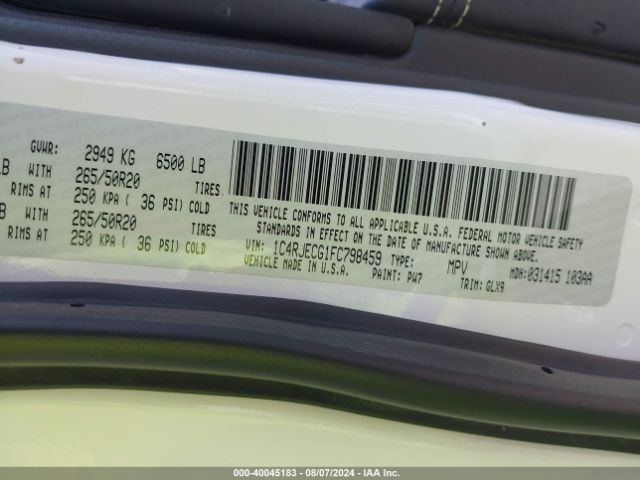 GVWR: 2949 KG 6500 LB
LB WITH 265/50R20 TIRES
RIMS AT 250 KPA ( 36 PSI) COLD
LB WITH 265/50R20 TIRES
RIMS AT 250 KPA ( 36 PSI) COLD
THIS VEHICLE CONFORMS TO ALL APPLICABLE U.S.A. FEDERAL MOTOR VEHICLE SAFETY
STANDARDS IN EFFECT ON THE DATE OF MANUFACTURE SHOWN ABOVE.
VIN: 1C4RJECG1FC798459 TYPE: MPV MDH:031415 103AA
VEHICLE MADE IN U.S.A. PAINT: PW7 TRIM: GLX9
000-40045183 - 08/07/2024 - IAA Inc.